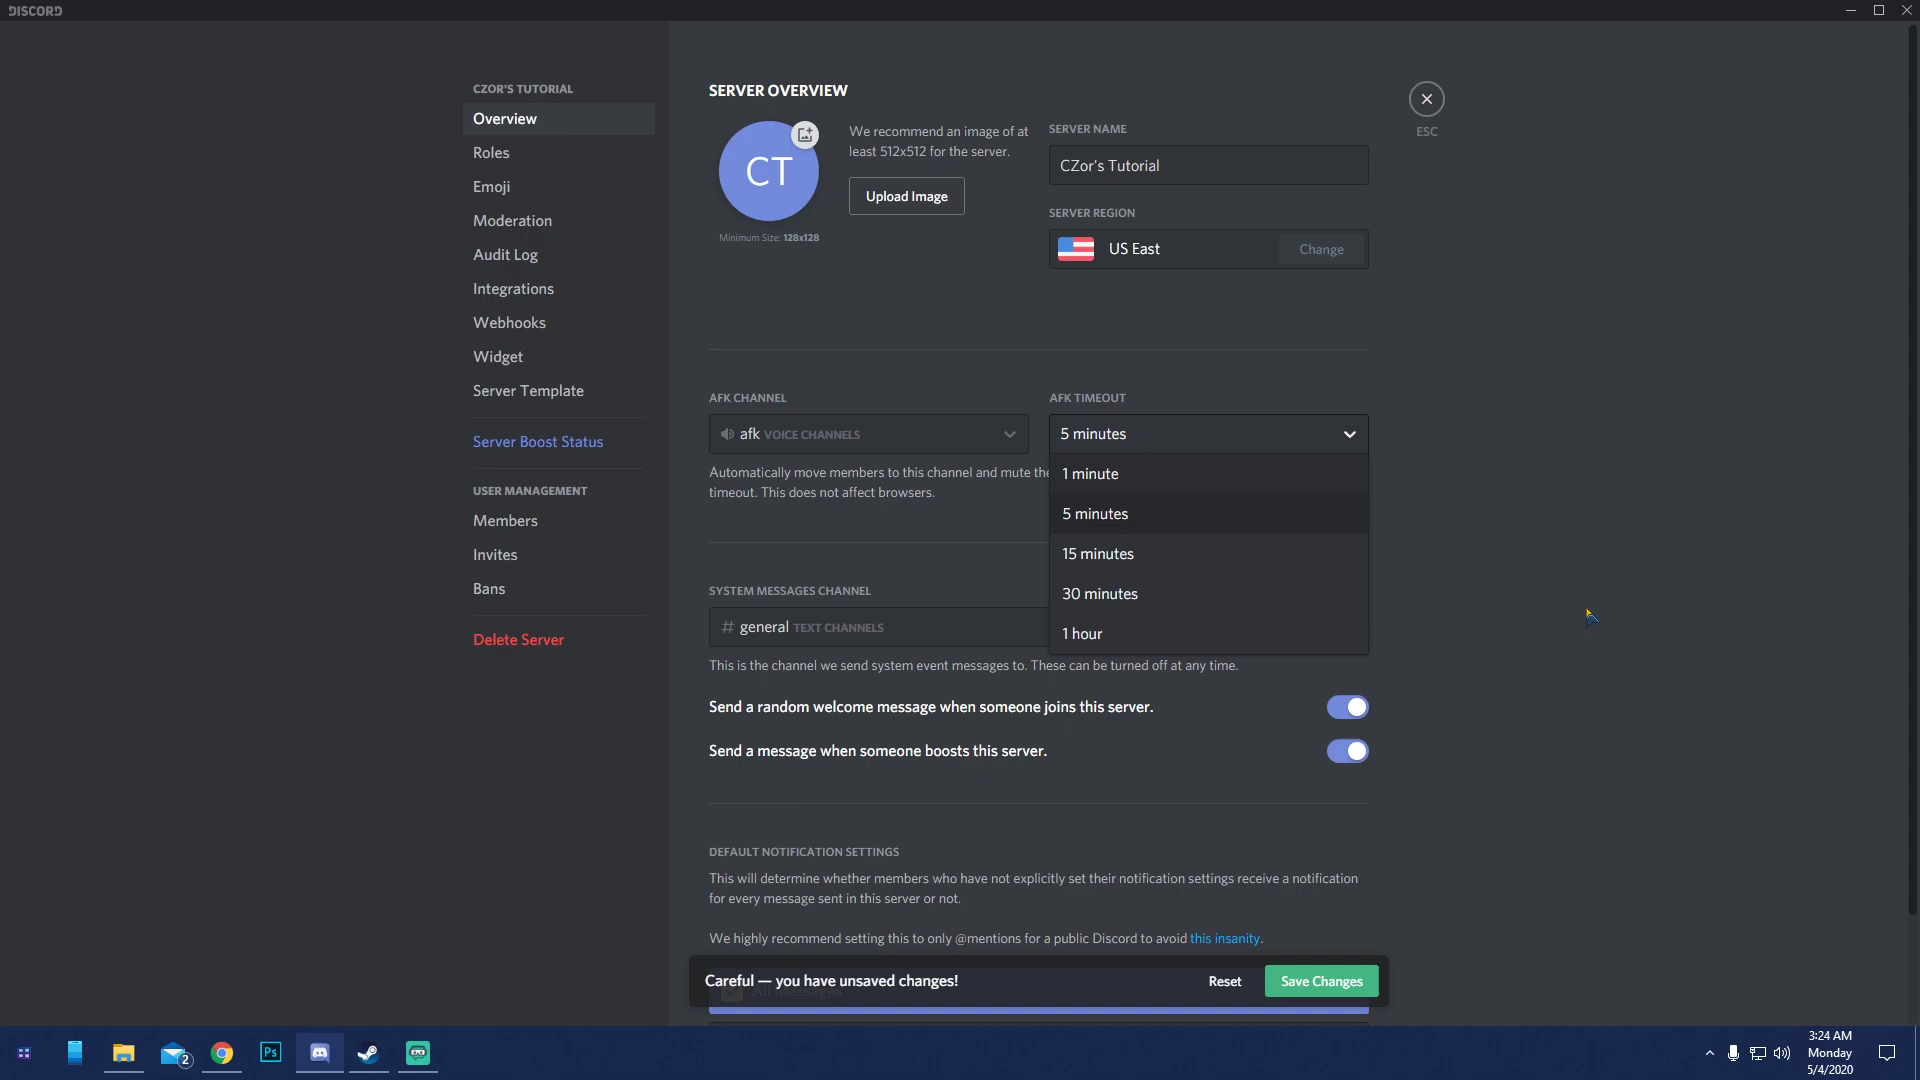 DISCORD
CZOR'S TUTORIAL
Overview
Roles
Emoji
Moderation
Audit Log
Integrations
Webhooks
Widget
Server Template
Server Boost Status
USER MANAGEMENT
Members
Invites
Bans
Delete Server
SERVER OVERVIEW
CT
Minimum Size: 128x128
We recommend an image of at
least 512x512 for the server.
Upload Image
SERVER NAME
CZor's Tutorial
SERVER REGION
US East
Change
ESC
AFK CHANNEL
afk VOICE CHANNELS
Automatically move members to this channel and mute the
timeout. This does not affect browsers.
AFK TIMEOUT
5 minutes
1 minute
5 minutes
15 minutes
30 minutes
1 hour
SYSTEM MESSAGES CHANNEL
# general TEXT CHANNELS
This is the channel we send system event messages to. These can be turned off at any time.
Send a random welcome message when someone joins this server.
Send a message when someone boosts this server.
DEFAULT NOTIFICATION SETTINGS
This will determine whether members who have not explicitly set their notification settings receive a notification
for every message sent in this server or not.
We highly recommend setting this to only @mentions for a public Discord to avoid this insanity.
Careful — you have unsaved changes!
Reset
Save Changes
2
Ps
3:24 AM
Monday
5/4/2020